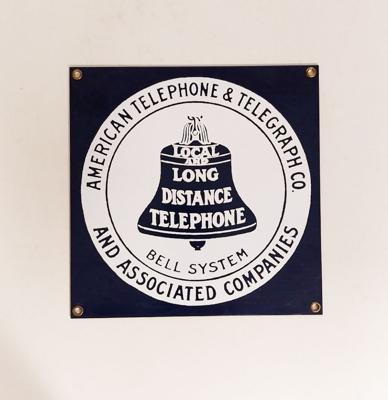 AMERICAN TELEPHONE & TELEGRAPH CO.
LOCAL
AND
LONG
DISTANCE
TELEPHONE
BELL SYSTEM
AND ASSOCIATED COMPANIES